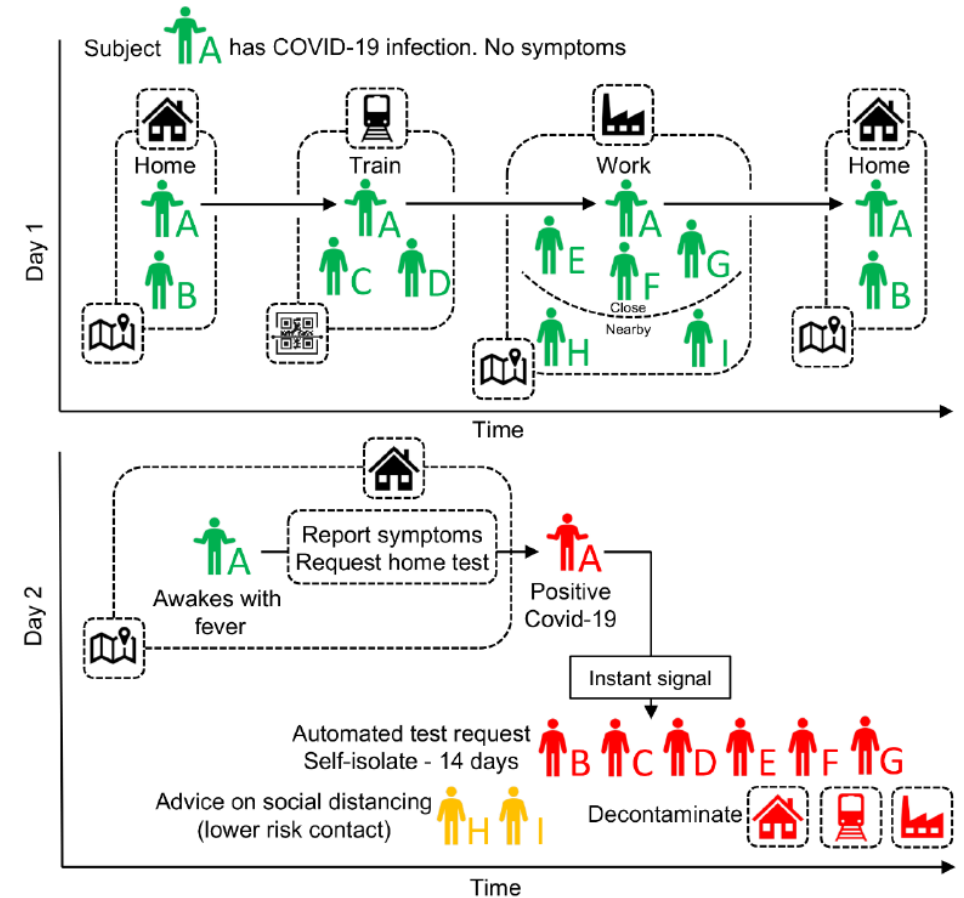 Subject A has COVID-19 infection. No symptoms
Day 1
Home
Train
Work
Home
A
A
A
A
B
C
D
E
F
G
B
Close
Nearby
H
I
Time
Day 2
A
Report symptoms
Request home test
A
Awakes with
fever
Positive
Covid-19
Instant signal
Automated test request
Self-isolate - 14 days
B C D E F G
Advice on social distancing
(lower risk contact)
H I
Decontaminate
Time